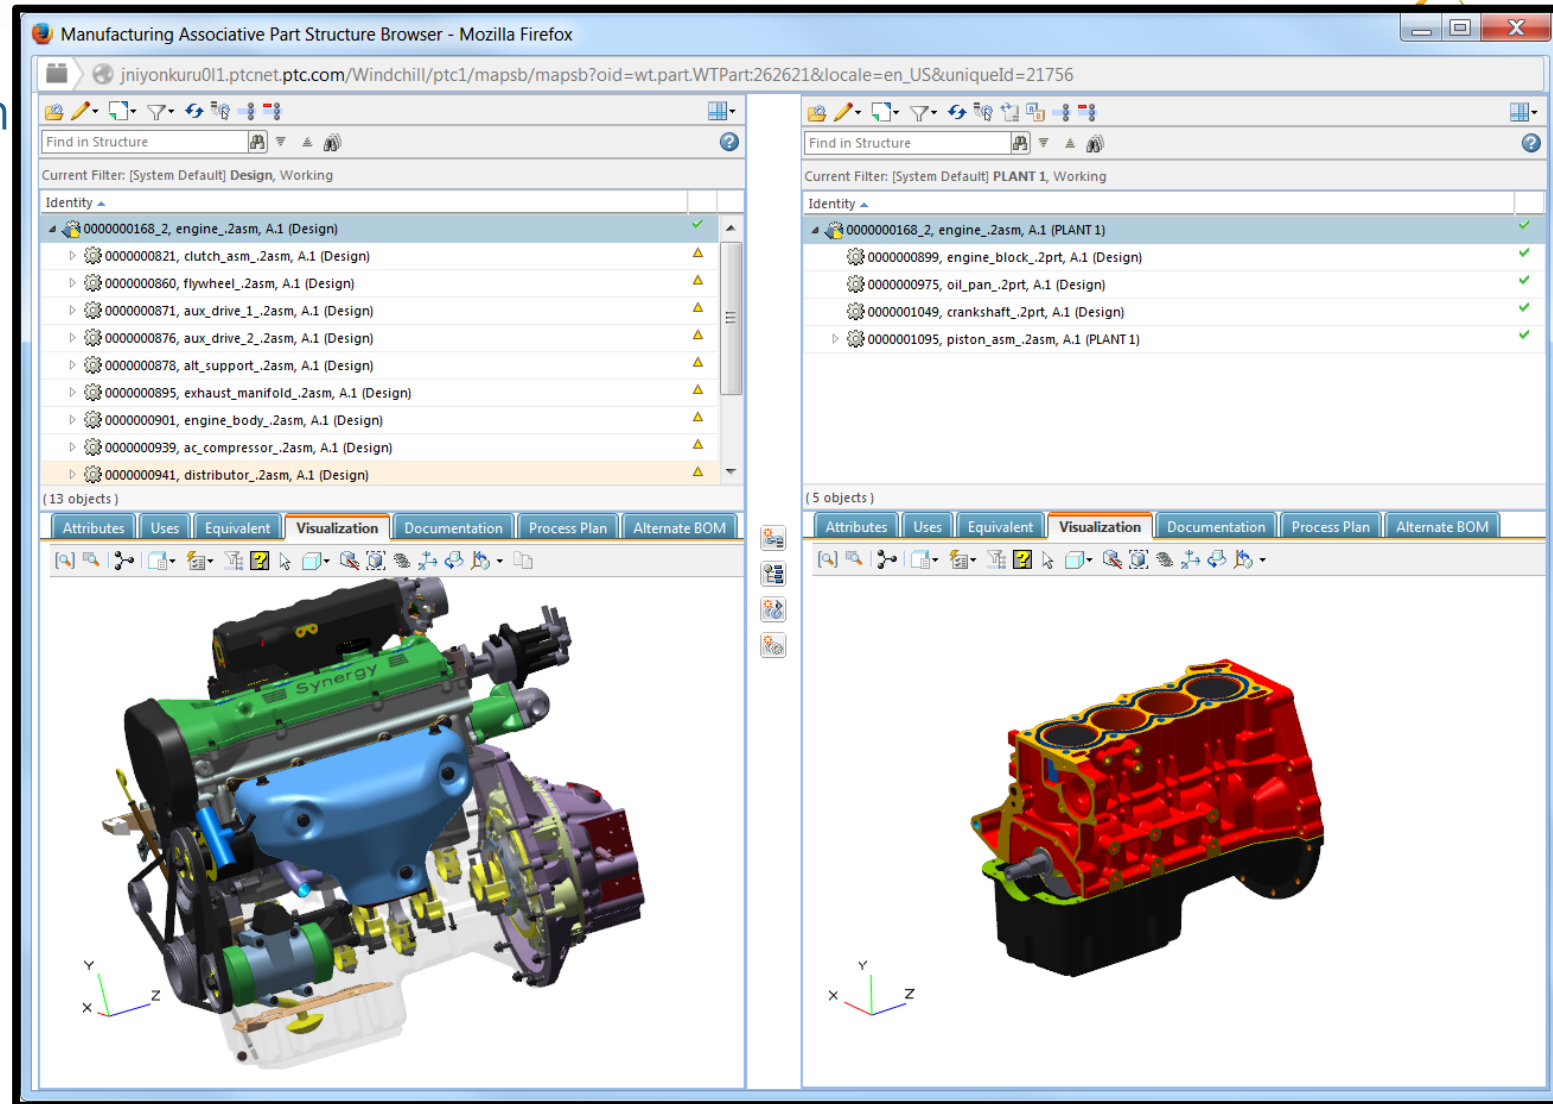 n
Manufacturing Associative Part Structure Browser - Mozilla Firefox
jniyonkuru0l1.ptcnet.ptc.com/Windchill/ptc1/mapsb/mapsb?oid=wt.part.WTPart:262621&locale=en_US&uniqueId=21756
Find in Structure
Current Filter: [System Default] Design, Working
Identity
0000000168_2, engine_.2asm, A.1 (Design)
0000000821, clutch_asm_.2asm, A.1 (Design)
0000000860, flywheel_.2asm, A.1 (Design)
0000000871, aux_drive_1_.2asm, A.1 (Design)
0000000876, aux_drive_2_.2asm, A.1 (Design)
0000000878, alt_support_.2asm, A.1 (Design)
0000000895, exhaust_manifold_.2asm, A.1 (Design)
0000000901, engine_body_.2asm, A.1 (Design)
0000000939, ac_compressor_.2asm, A.1 (Design)
0000000941, distributor_.2asm, A.1 (Design)
(13 objects)
Attributes Uses Equivalent Visualization Documentation Process Plan Alternate BOM
Synergy
Y
X Z
Find in Structure
Current Filter: [System Default] PLANT 1, Working
Identity
0000000168_2, engine_.2asm, A.1 (PLANT 1)
0000000899, engine_block_.2prt, A.1 (Design)
0000000975, oil_pan_.2prt, A.1 (Design)
0000001049, crankshaft_.2prt, A.1 (Design)
0000001095, piston_asm_.2asm, A.1 (PLANT 1)
(5 objects)
Attributes Uses Equivalent Visualization Documentation Process Plan Alternate BOM
Y
X Z